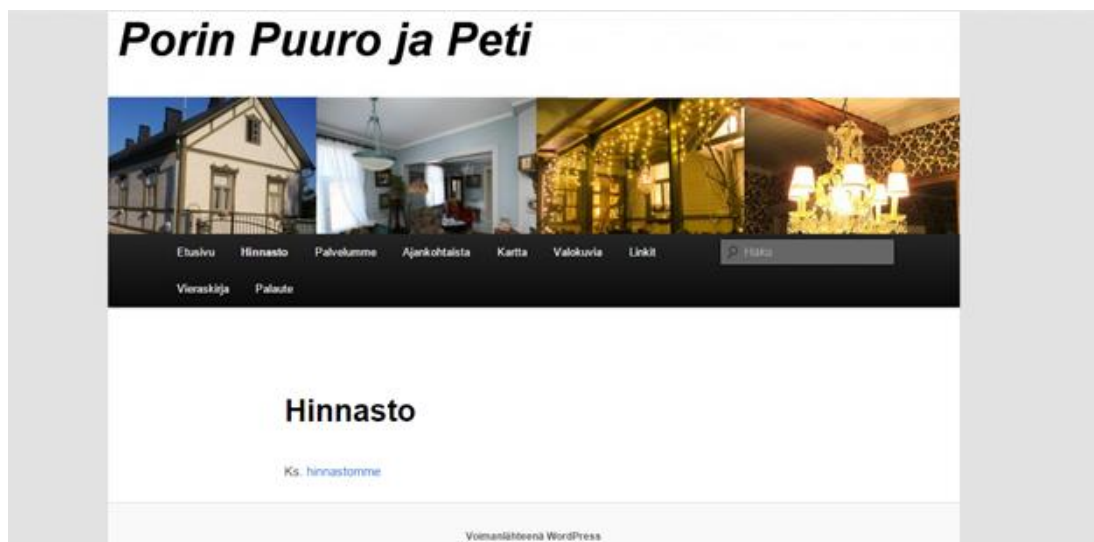 Porin Puuro ja Peti
Etusivu Hinnasto Palvelumme Ajankohtaista Kartta Valokuvia Linkit Haku
Vieraskirja Palaute
Hinnasto
Ks. hinnastomme
Voimanlähteenä WordPress